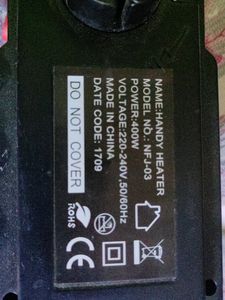 NAME:HANDY HEATER
MODEL NO.: NFJ-03
POWER:400W
VOLTAGE:220-240V,50/60Hz
MADE IN CHINA
DATE CODE: 1709
DO NOT COVER
CE
RoHS